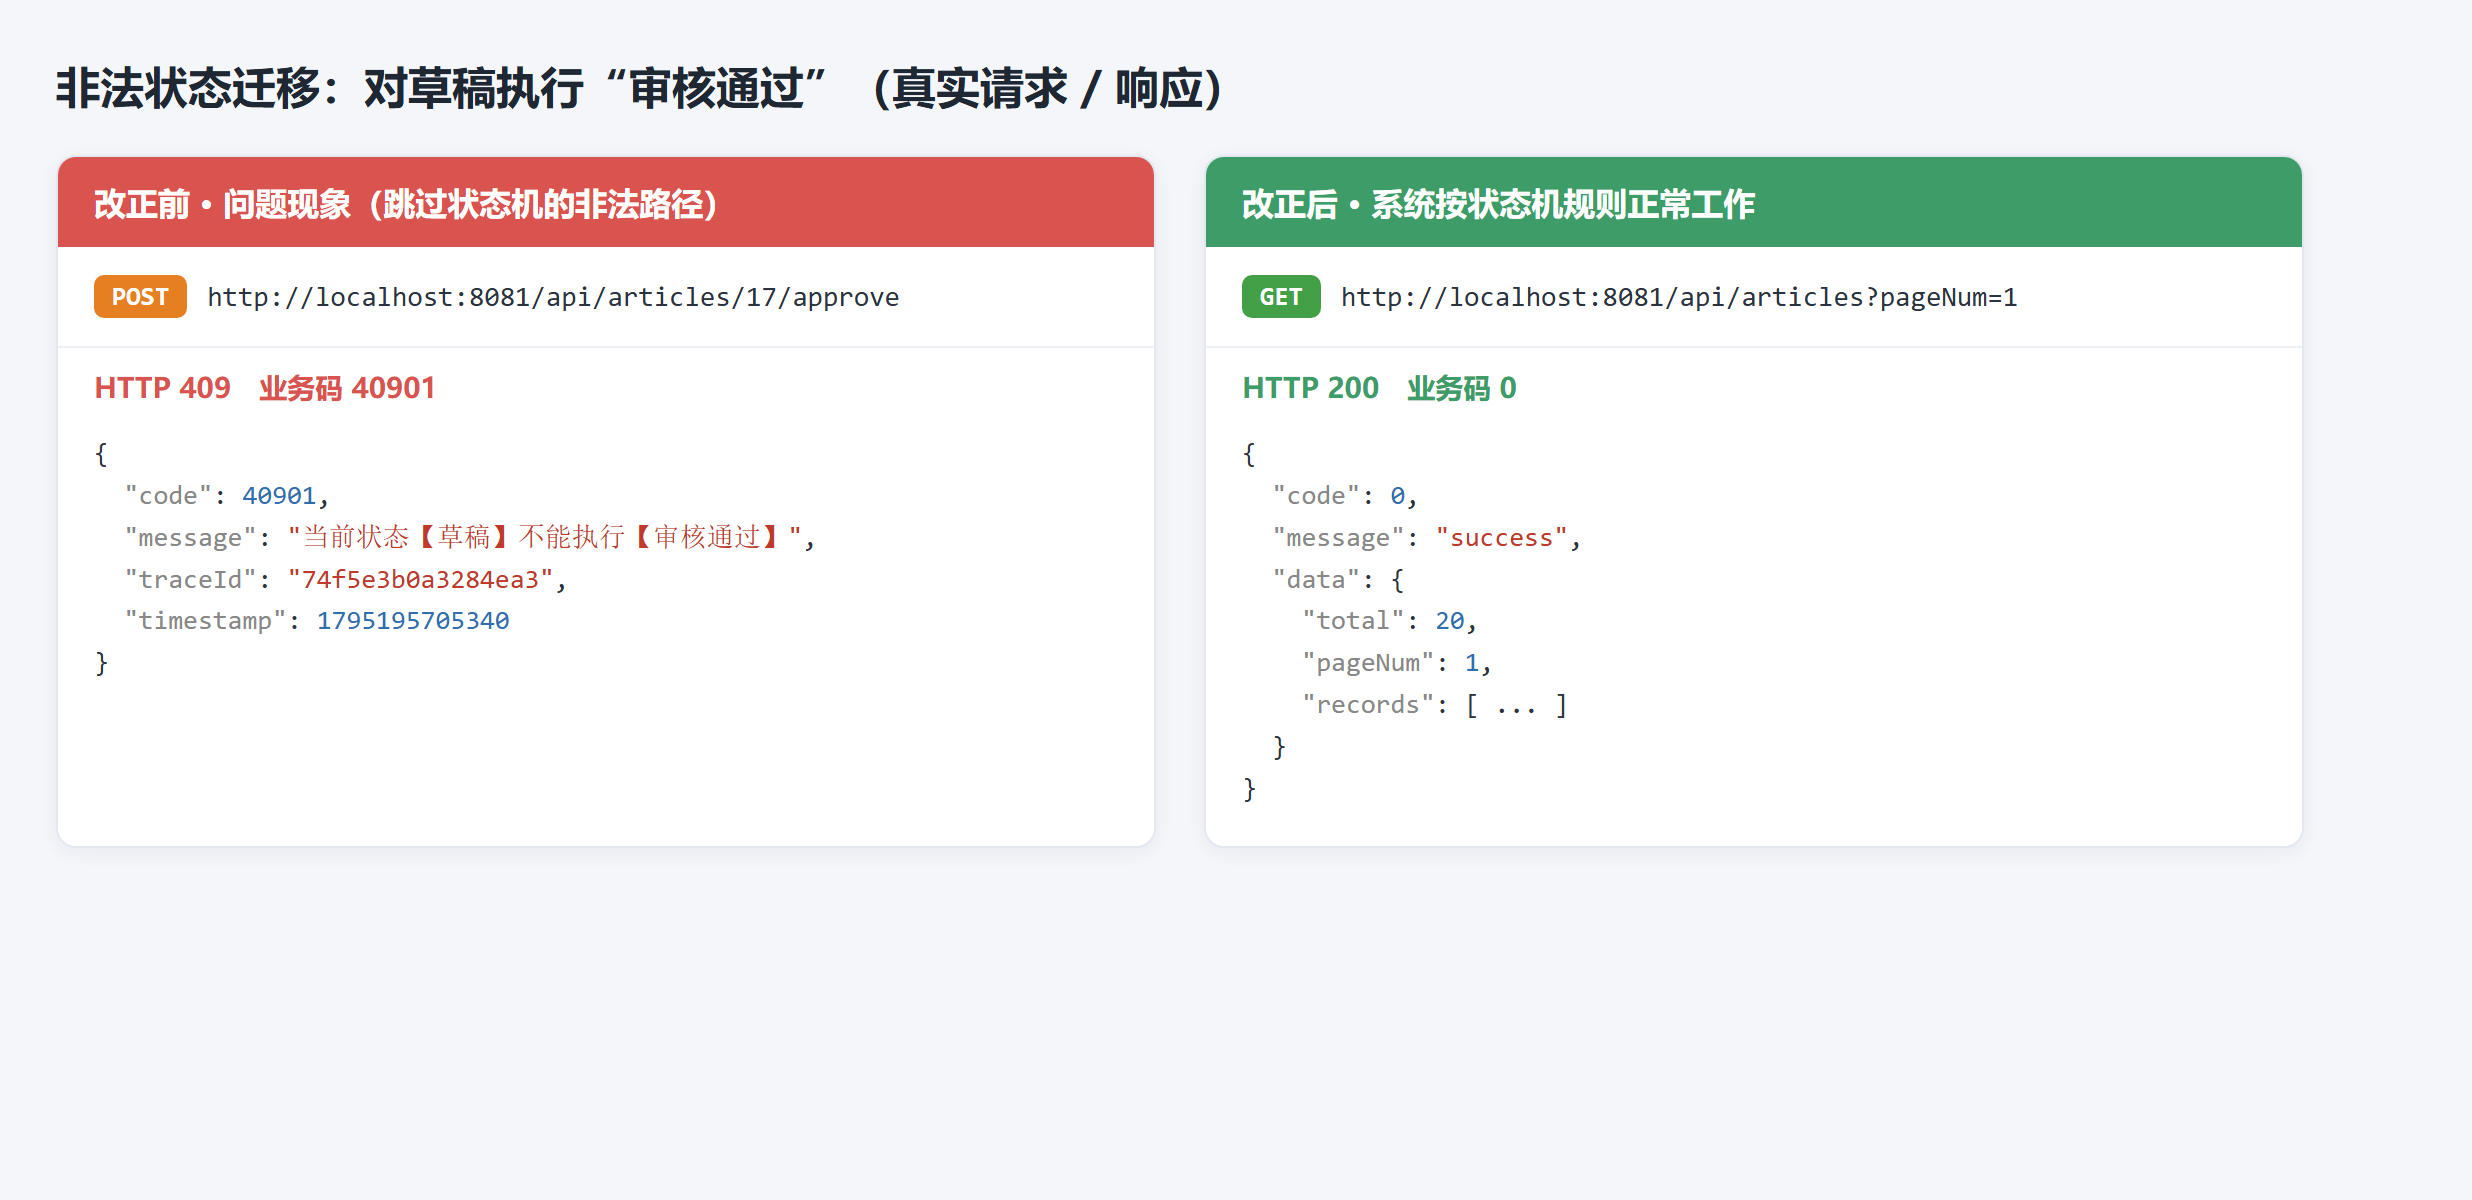 非法状态迁移：对草稿执行“审核通过”（真实请求 / 响应）
改正前 · 问题现象（跳过状态机的非法路径）
POST http://localhost:8081/api/articles/17/approve
HTTP 409 业务码 40901
{
"code": 40901,
"message": "当前状态【草稿】不能执行【审核通过】",
"traceId": "74f5e3b0a3284ea3",
"timestamp": 1795195705340
}
改正后 · 系统按状态机规则正常工作
GET http://localhost:8081/api/articles?pageNum=1
HTTP 200 业务码 0
{
"code": 0,
"message": "success",
"data": {
"total": 20,
"pageNum": 1,
"records": [ ... ]
}
}